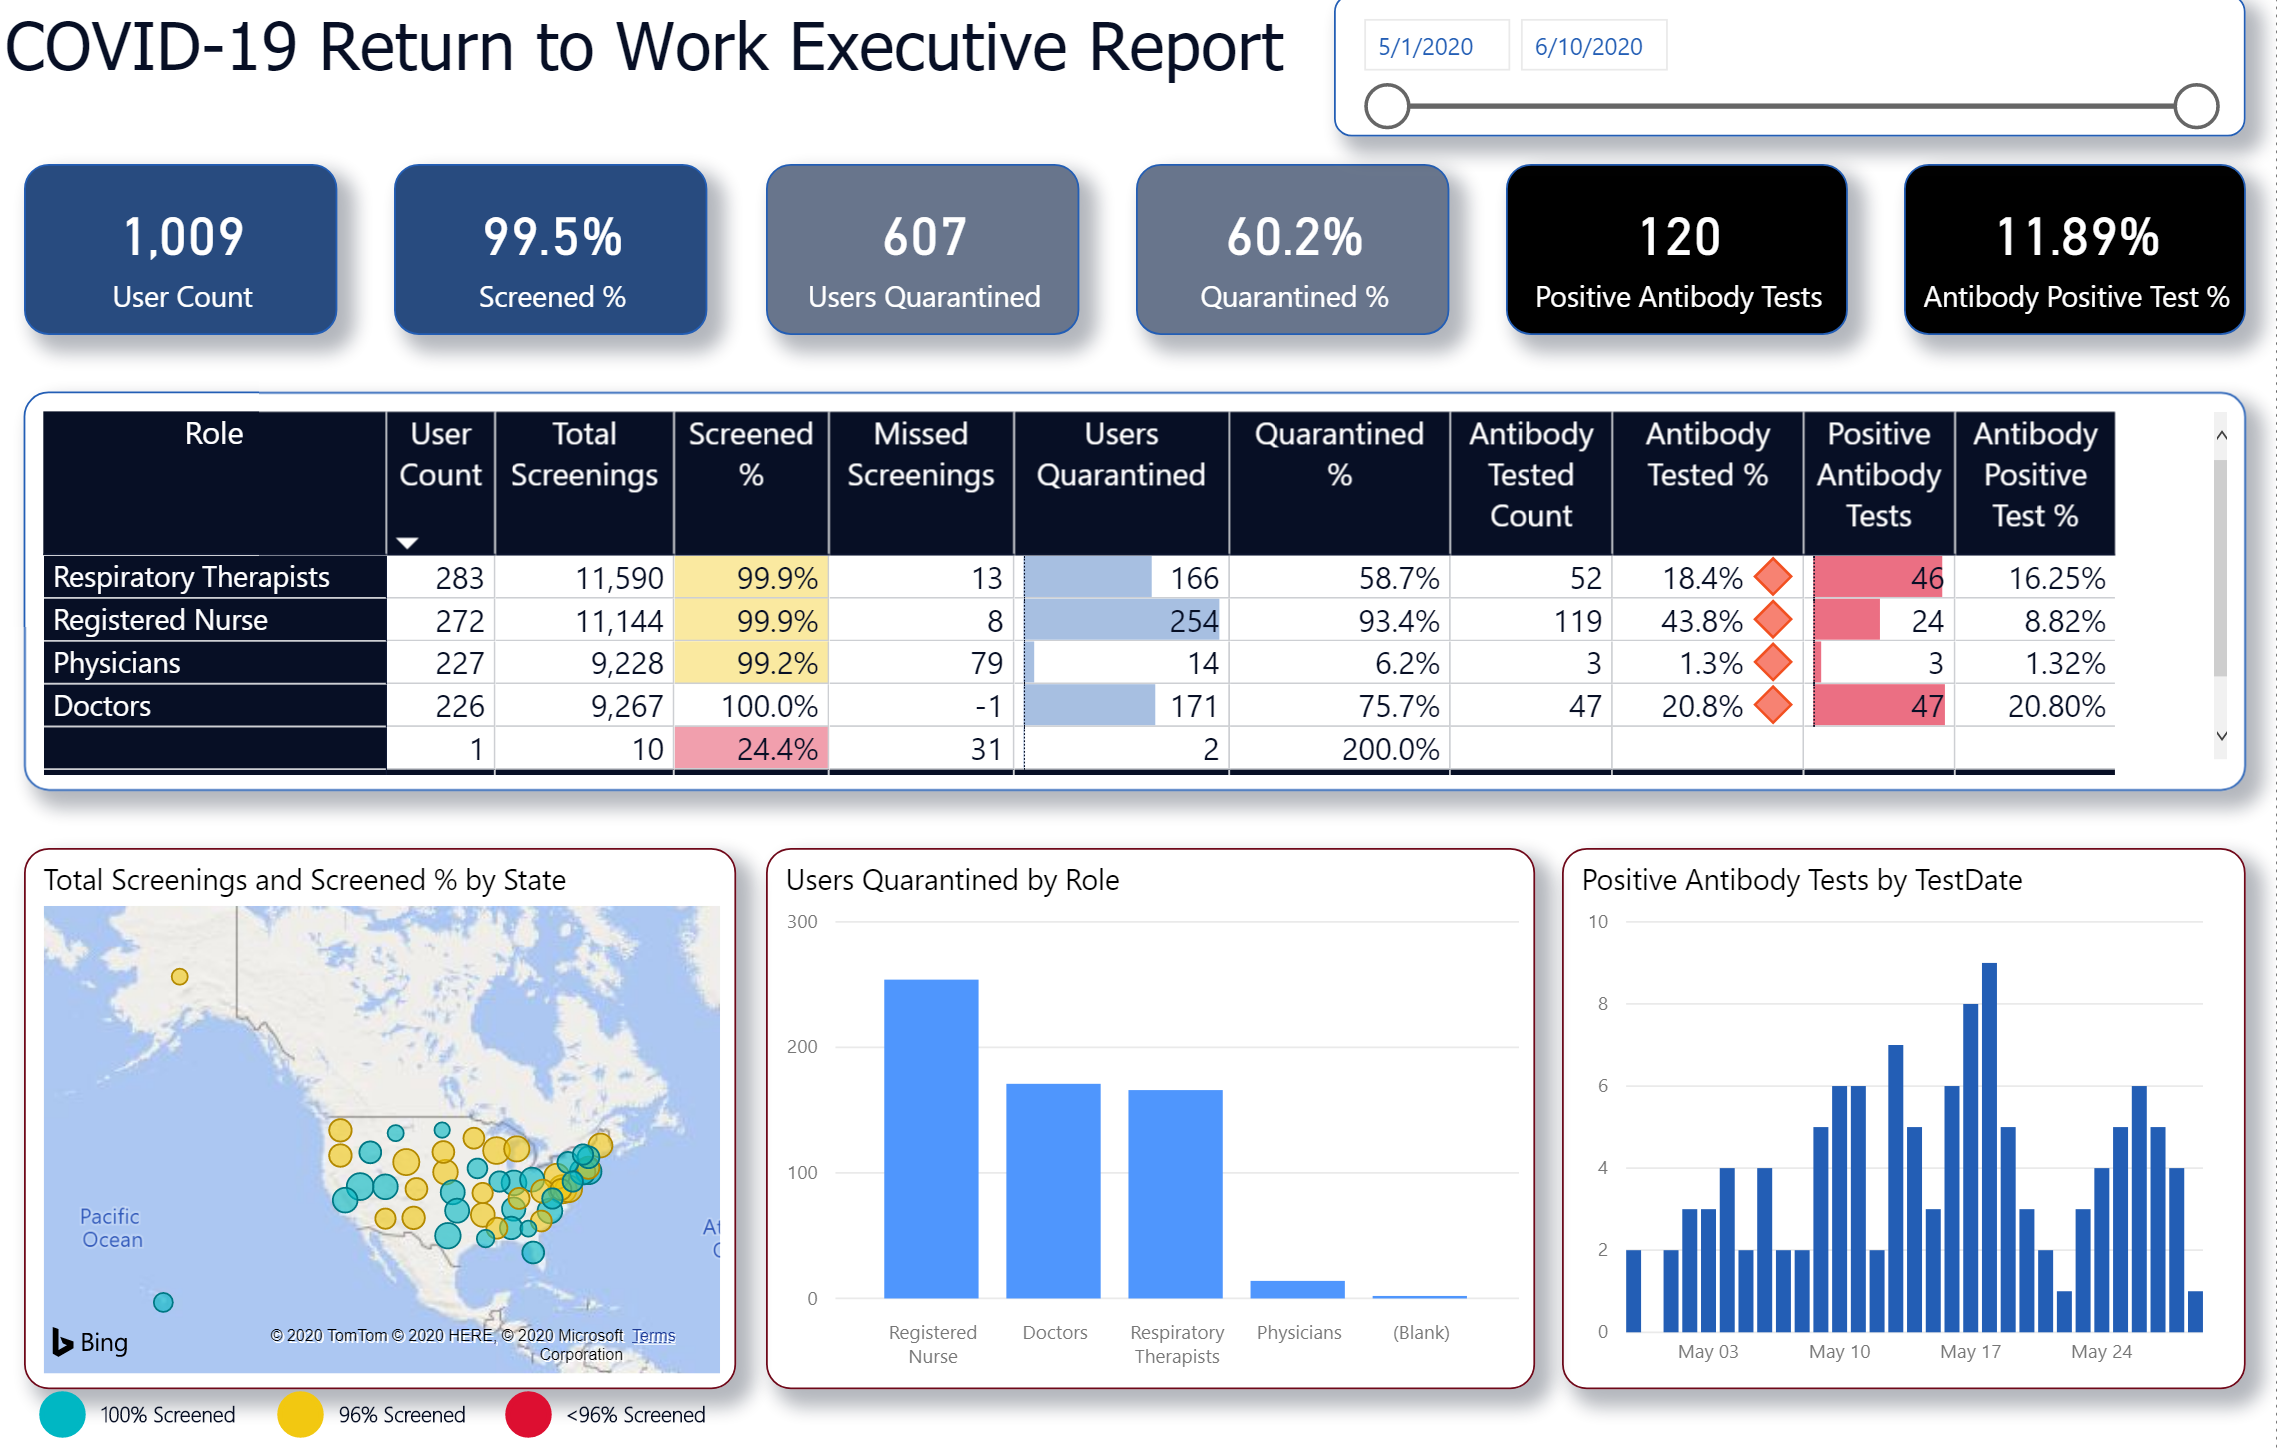 COVID-19 Return to Work Executive Report
5/1/2020 6/10/2020
1,009
User Count
99.5%
Screened %
607
Users Quarantined
60.2%
Quarantined %
120
Positive Antibody Tests
11.89%
Antibody Positive Test %
Role User Count Total Screenings Screened % Missed Screenings Users Quarantined Quarantined % Antibody Tested Count Antibody Tested % Positive Antibody Tests Antibody Positive Test %
Respiratory Therapists 283 11,590 99.9% 13 166 58.7% 52 18.4% 46 16.25%
Registered Nurse 272 11,144 99.9% 8 254 93.4% 119 43.8% 24 8.82%
Physicians 227 9,228 99.2% 79 14 6.2% 3 1.3% 3 1.32%
Doctors 226 9,267 100.0% -1 171 75.7% 47 20.8% 47 20.80%
1 10 24.4% 31 2 200.0%
Total Screenings and Screened % by State
Pacific
Ocean
At
Bing
© 2020 TomTom © 2020 HERE, © 2020 Microsoft Terms
Corporation
100% Screened 96% Screened <96% Screened
Users Quarantined by Role
300
200
100
0
Registered
Nurse
Doctors
Respiratory
Therapists
Physicians
(Blank)
Positive Antibody Tests by TestDate
10
8
6
4
2
0
May 03 May 10 May 17 May 24